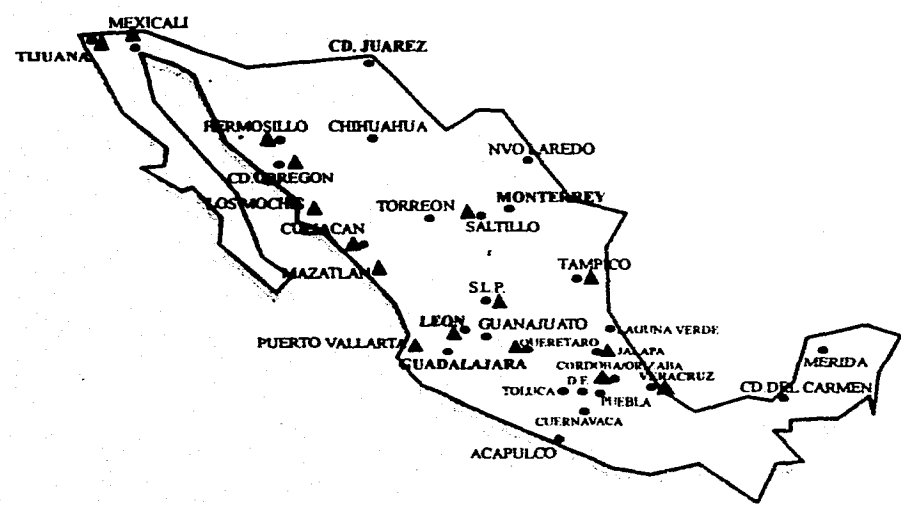 MEXICALI
TIJUANA
CD. JUAREZ
HERMOSILLO
CHIHUAHUA
NVO LAREDO
CD. OBREGON
LOS MOCHIS
TORREON
MONTERREY
SALTILLO
CULIACAN
MAZATLAN
TAMPICO
S.L.P.
LEON
GUANAJUATO
LAGUNA VERDE
PUERTO VALLARTA
QUERETARO
JALAPA
GUADALAJARA
CORDOBA/ORIZABA
MERIDA
TOLUCA
D.F.
VERACRUZ
CD. DEL CARMEN
PUEBLA
CUERNAVACA
ACAPULCO